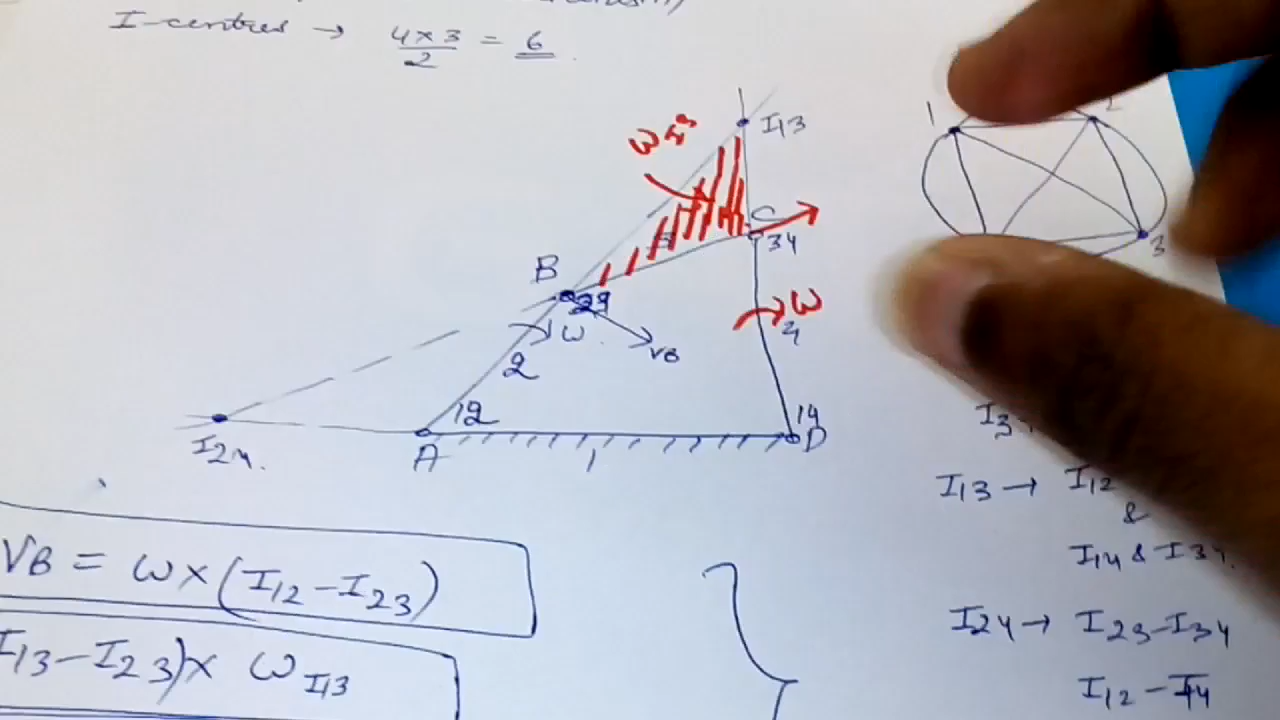 I-centres → 4×3/2 = 6
I13
ωI13
C
34
B
23
ω
ω
4
VB
2
12
14
I24
A
1
D
1 2
3
I13 → I12
&
I14 & I34
I24 → I23-I34
I12 - I14
VB = ω×(I12-I23)
I13-I23)× ωI13